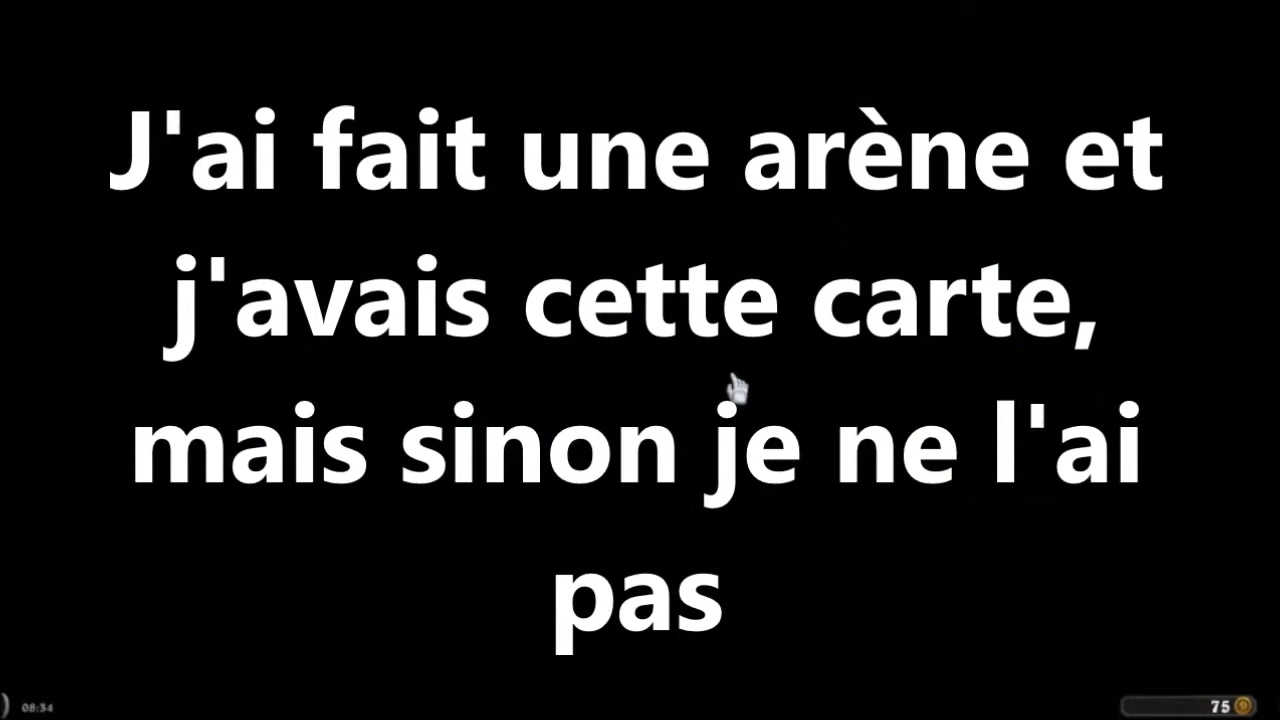 J'ai fait une arène et
j'avais cette carte,
mais sinon je ne l'ai
pas
08:34
75